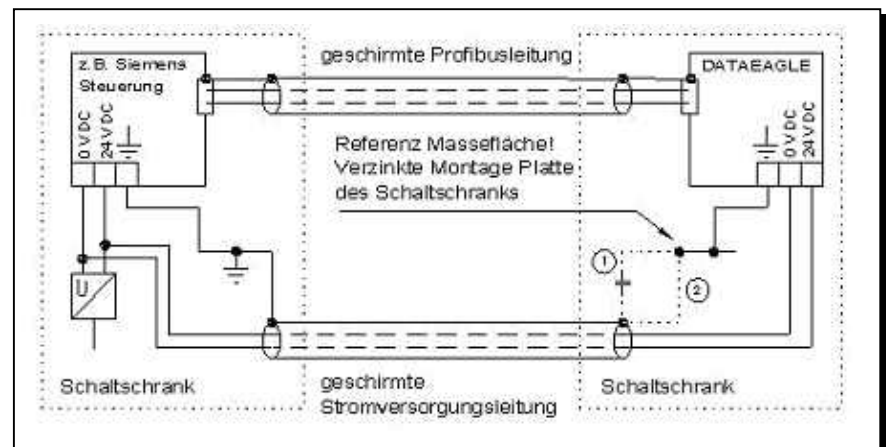 z.B. Siemens
Steuerung
0VDC
24VDC
geschirmte Profibusleitung
DATAEAGLE
0VDC
24VDC
Referenz Massefläche!
Verzinkte Montage Platte
des Schaltschranks
1
2
U
Schaltschrank
geschirmte
Stromversorgungsleitung
Schaltschrank